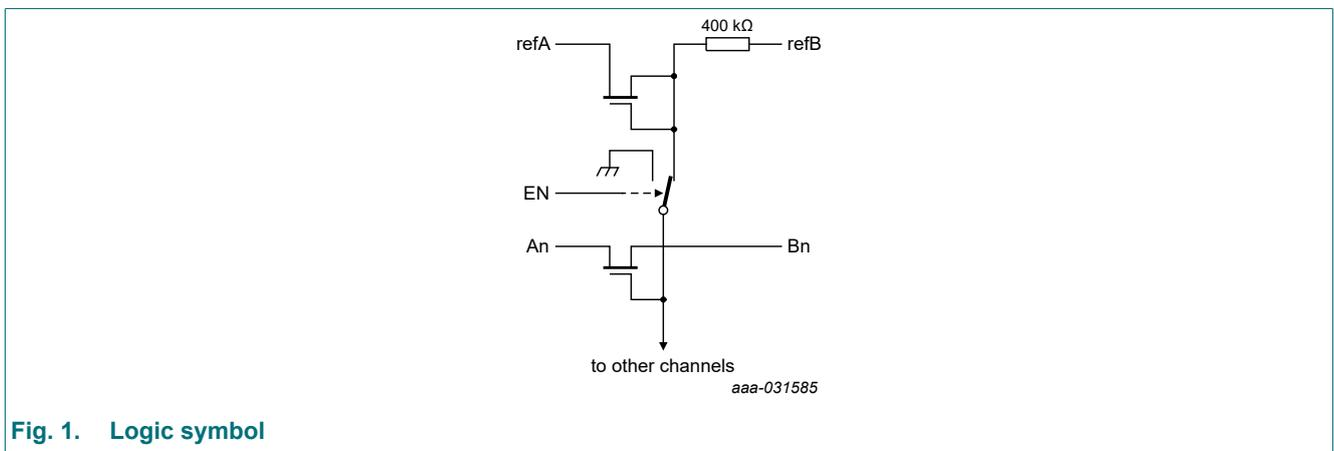 400 kΩ
refA
refB
EN
An
Bn
to other channels
aaa-031585
Fig. 1. Logic symbol